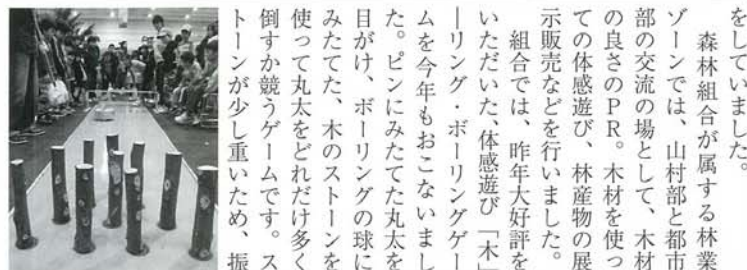 をしていました。
森林組合が属する林業
ゾーンでは、山村部と都市
部の交流の場として、木材
の良さのPR。木材を使っ
ての体感遊び、林産物の展
示販売などを行いました。
組合では、昨年大好評を
いただいた、体感遊び「木」
ーリング・ボーリングゲー
ムを今年もおこないまし
た。ピンにみたてた丸太を
目がけ、ボーリングの球に
みたてた、木のストーンを
使って丸太をどれだけ多く
倒すか競うゲームです。ス
トーンが少し重いため、振